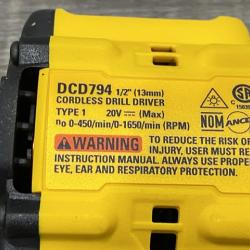 DCD794 1/2" (13mm)
CORDLESS DRILL DRIVER
TYPE 1 20V ⎓ (Max)
no 0-450/min/0-1650/min (RPM)
WARNING TO REDUCE THE RISK OF
INJURY, USER MUST RE
INSTRUCTION MANUAL. ALWAYS USE PROPE
EYE, EAR AND RESPIRATORY PROTECTION.
NOM
ANCE